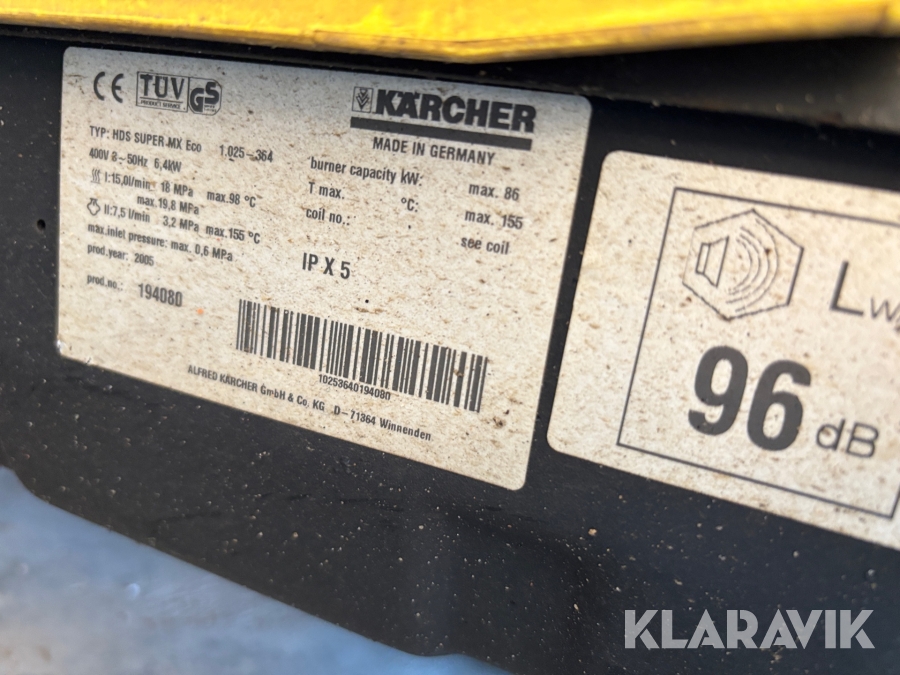 CE TÜV PRODUCT SERVICE GS
KÄRCHER
MADE IN GERMANY
TYP: HDS SUPER MX Eco 1.025-364
400V 3~50Hz 6,4kW
I:15,0l/min 18 MPa max.98 °C
max.19,8 MPa
II:7,5 l/min 3,2 MPa max.155 °C
max.inlet pressure: max. 0,6 MPa
prod.year: 2005
prod.no.: 194080
burner capacity kW: max. 86
T max. °C: max. 155
coil no.: see coil
IP X 5
10253640194080
ALFRED KÄRCHER GmbH & Co. KG D-71364 Winnenden
96 dB
KLARAVIK